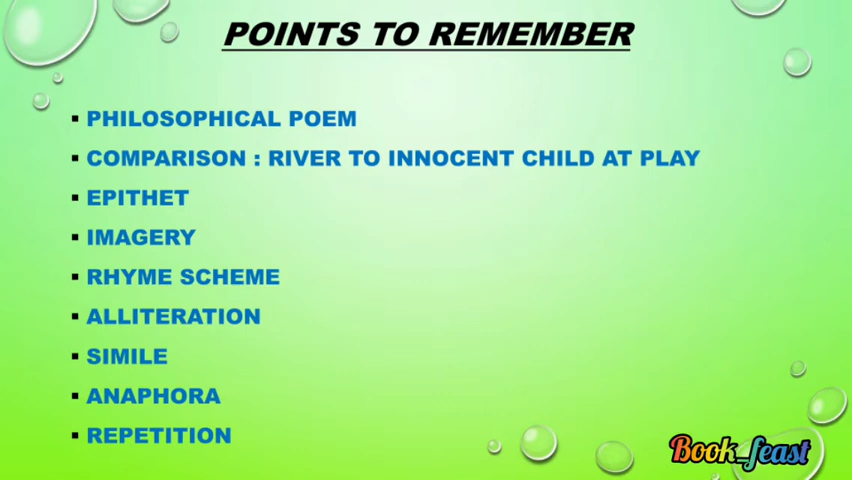 POINTS TO REMEMBER
▪ PHILOSOPHICAL POEM
▪ COMPARISON : RIVER TO INNOCENT CHILD AT PLAY
▪ EPITHET
▪ IMAGERY
▪ RHYME SCHEME
▪ ALLITERATION
▪ SIMILE
▪ ANAPHORA
▪ REPETITION
Book_feast